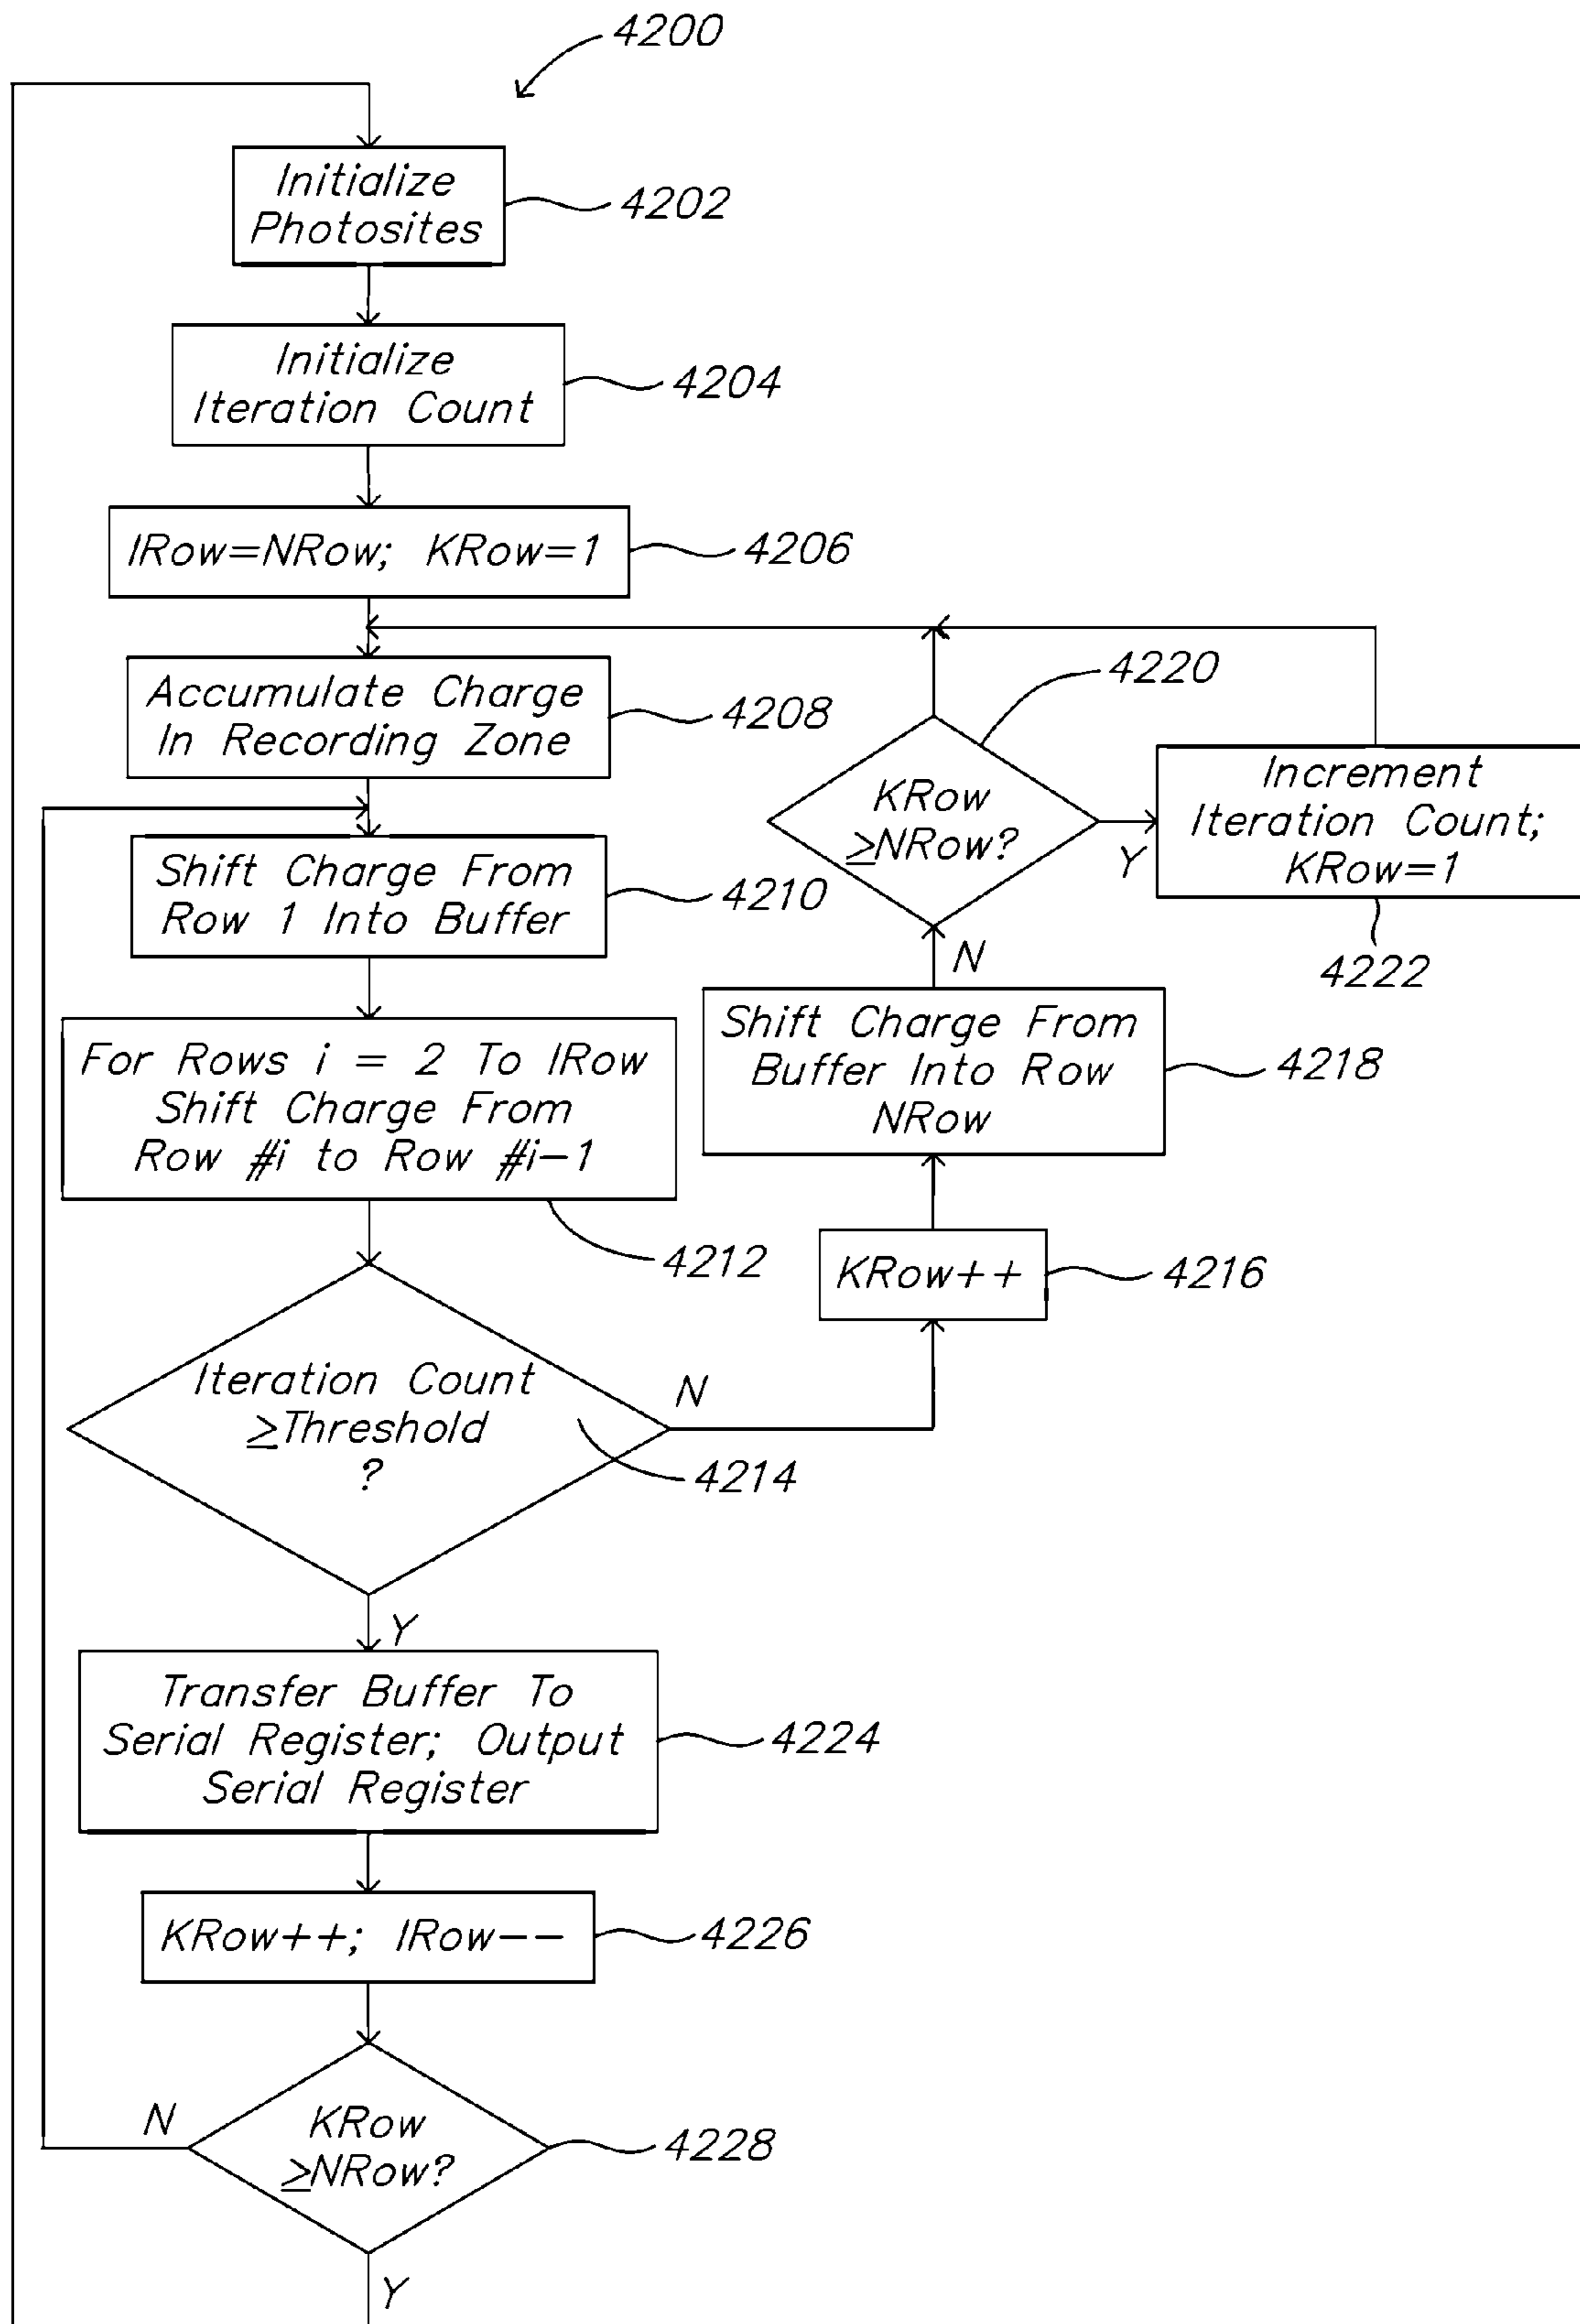 4200
Initialize
Photosites
4202
Initialize
Iteration Count
4204
IRow=NRow; KRow=1
4206
Accumulate Charge
In Recording Zone
4208
Shift Charge From
Row 1 Into Buffer
4210
For Rows i = 2 To IRow
Shift Charge From
Row #i to Row #i-1
4212
Iteration Count
≥Threshold
?
4214
N
Y
KRow++
4216
Shift Charge From
Buffer Into Row
NRow
4218
N
KRow
≥NRow?
4220
Y
Increment
Iteration Count;
KRow=1
4222
Transfer Buffer To
Serial Register; Output
Serial Register
4224
KRow++; IRow--
4226
KRow
≥NRow?
4228
N
Y